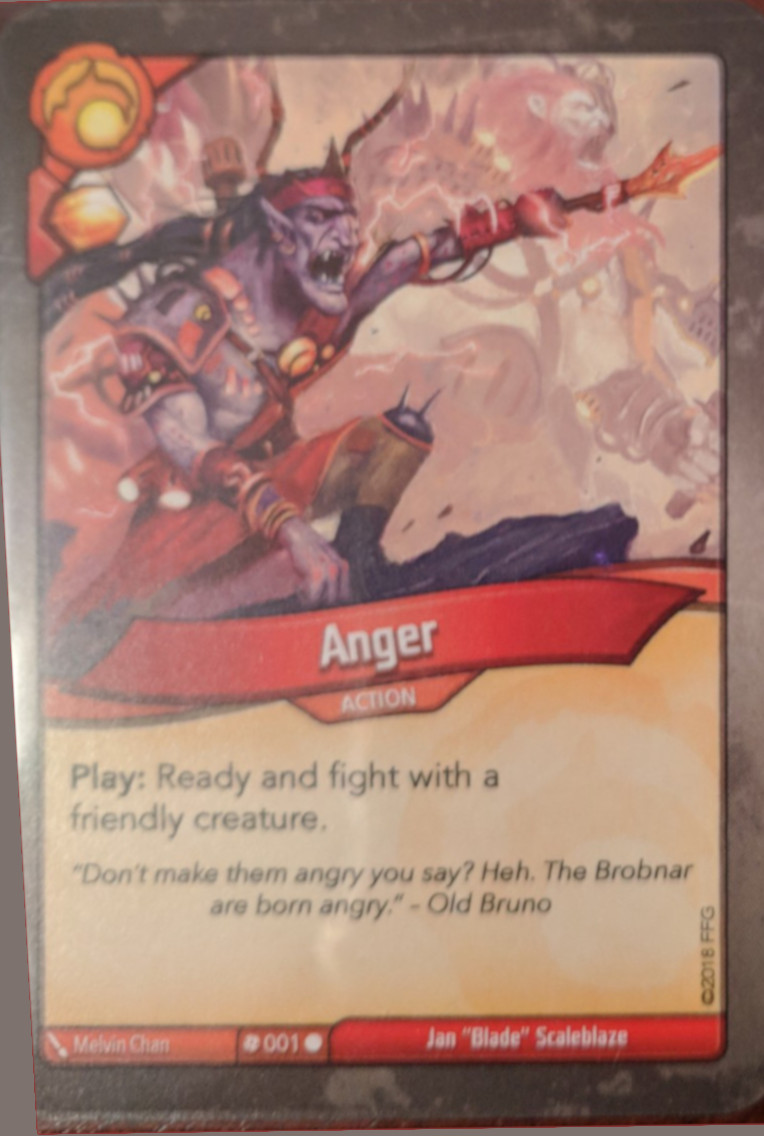 Anger
ACTION
Play: Ready and fight with a
friendly creature.
"Don't make them angry you say? Heh. The Brobnar
are born angry." – Old Bruno
©2018 FFG
Melvin Chan
001
Jan "Blade" Scaleblaze